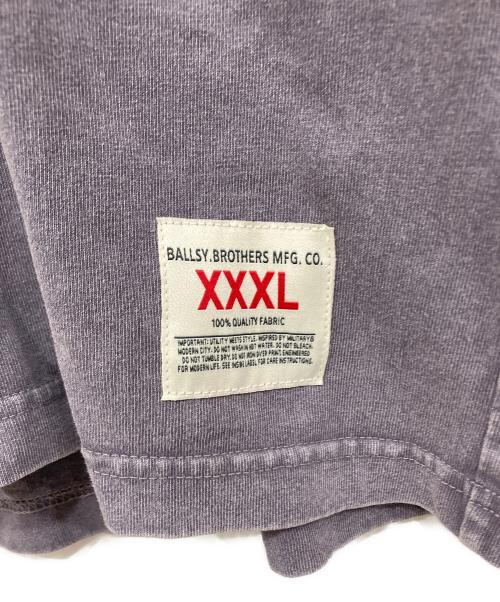 BALLSY.BROTHERS MFG. CO.
XXXL
100% QUALITY FABRIC
IMPORTANT: UTILITY MEETS STYLE. INSPIRED BY MILITARY&
MODERN CITY. DO NOT WASH IN HOT WATER. DO NOT BLEACH.
DO NOT TUMBLE DRY. DO NOT IRON OVER PRINT. ENGINEERED
FOR MODERN LIFE. SEE INSIDE LABEL FOR CARE INSTRUCTIONS.